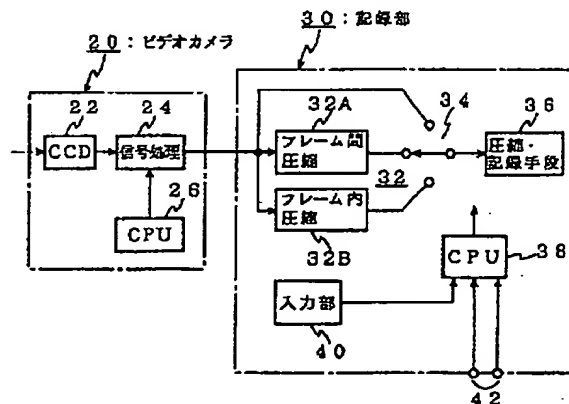 30:記録部
20:ビデオカメラ
22
24
CCD
信号処理
26
CPU
32A
フレーム間
圧縮
34
36
圧縮・
記録手段
32
フレーム内
圧縮
32B
CPU
38
入力部
40
42